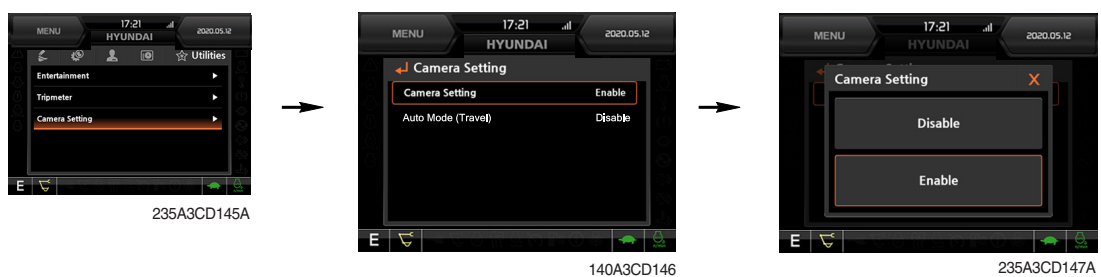 MENU 17:21 2020.05.12
HYUNDAI
Utilities
Entertainment
Tripmeter
Camera Setting
E
235A3CD145A
MENU 17:21 2020.05.12
HYUNDAI
Camera Setting
Camera Setting Enable
Auto Mode (Travel) Disable
E
140A3CD146
MENU 17:21 2020.05.12
HYUNDAI
Camera Setting X
Disable
Enable
E
235A3CD147A